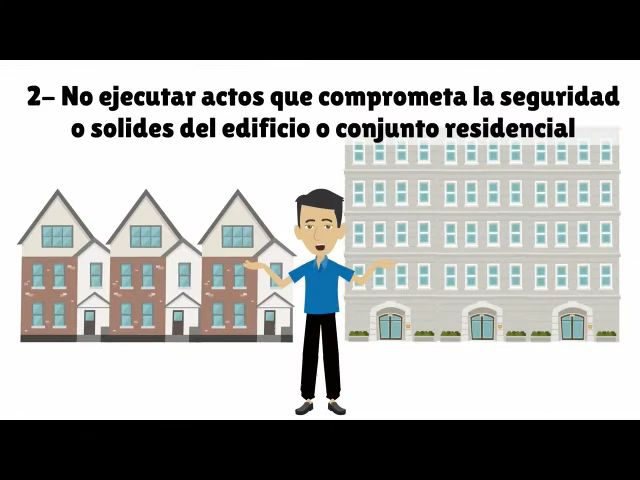 2- No ejecutar actos que comprometa la seguridad
o solides del edificio o conjunto residencial